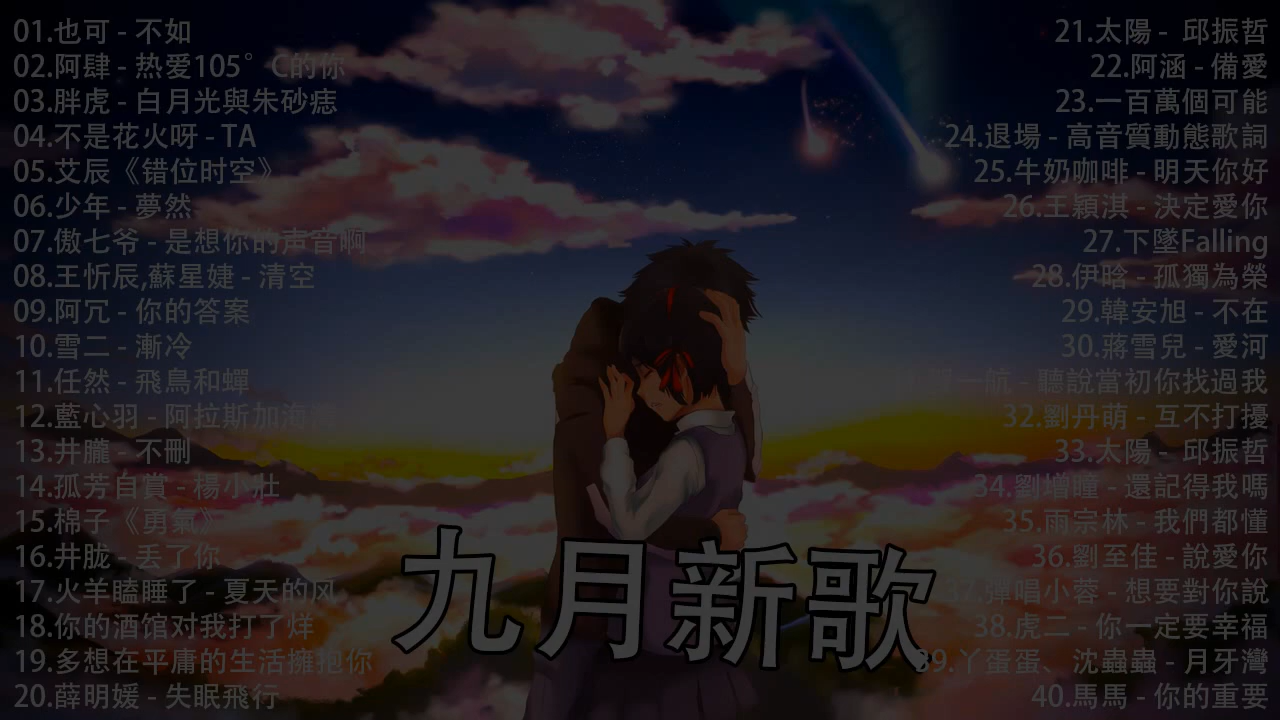 01.也可 - 不如
02.阿肆 - 热爱105°C的你
03.胖虎 - 白月光與朱砂痣
04.不是花火呀 - TA
05.艾辰《错位时空》
06.少年 - 夢然
07.傲七爷 - 是想你的声音啊
08.王忻辰,蘇星婕 - 清空
09.阿冗 - 你的答案
10.雪二 - 漸冷
11.任然 - 飛鳥和蟬
12.藍心羽 - 阿拉斯加海
13.井朧 - 不刪
14.孤芳自賞 - 楊小壯
15.棉子《勇氣》
16.井胧 - 丢了你
17.火羊瞌睡了 - 夏天的风
18.你的酒馆对我打了烊
19.多想在平庸的生活擁抱你
20.薛明媛 - 失眠飛行
21.太陽 - 邱振哲
22.阿涵 - 備愛
23.一百萬個可能
24.退場 - 高音質動態歌詞
25.牛奶咖啡 - 明天你好
26.王穎淇 - 決定愛你
27.下墜Falling
28.伊晗 - 孤獨為榮
29.韓安旭 - 不在
30.蔣雪兒 - 愛河
一航 - 聽說當初你找過我
32.劉丹萌 - 互不打擾
33.太陽 - 邱振哲
34.劉增瞳 - 還記得我嗎
35.雨宗林 - 我們都懂
36.劉至佳 - 說愛你
37.彈唱小蓉 - 想要對你說
38.虎二 - 你一定要幸福
39.丫蛋蛋、沈蟲蟲 - 月牙灣
40.馬馬 - 你的重要
九月新歌